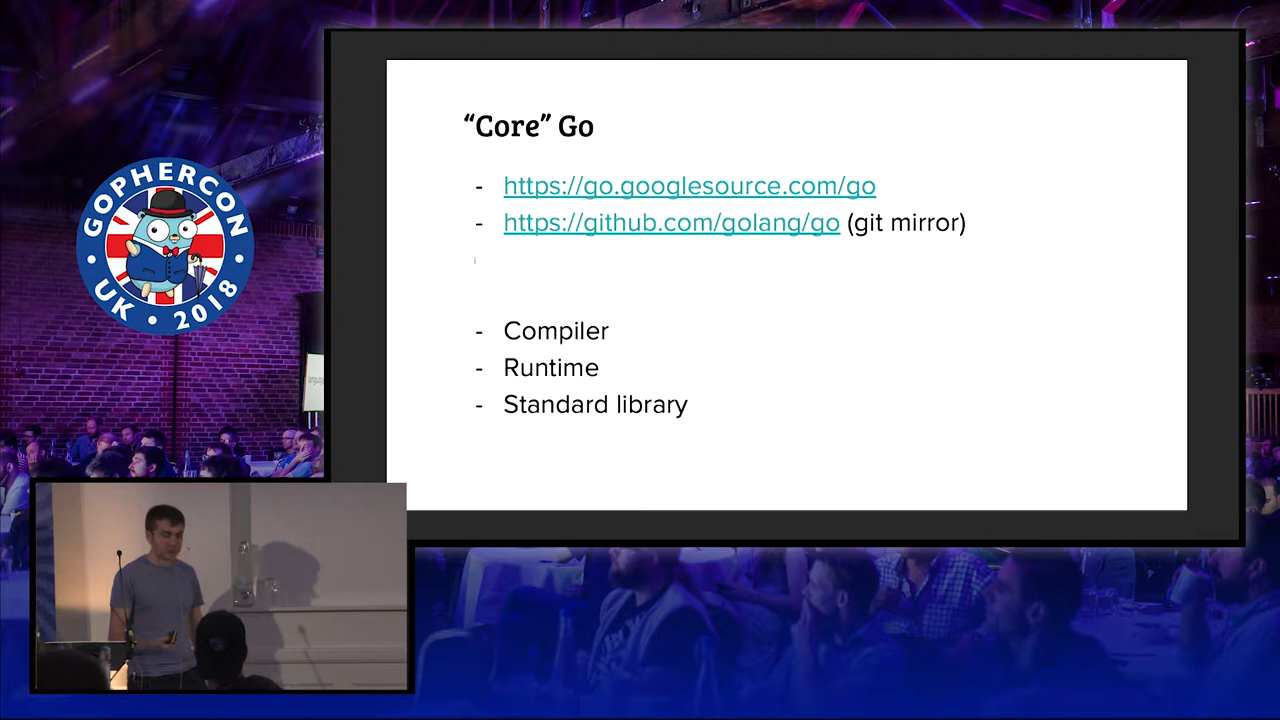 GOPHERCON
UK • 2018
“Core” Go
- https://go.googlesource.com/go
- https://github.com/golang/go (git mirror)
- Compiler
- Runtime
- Standard library